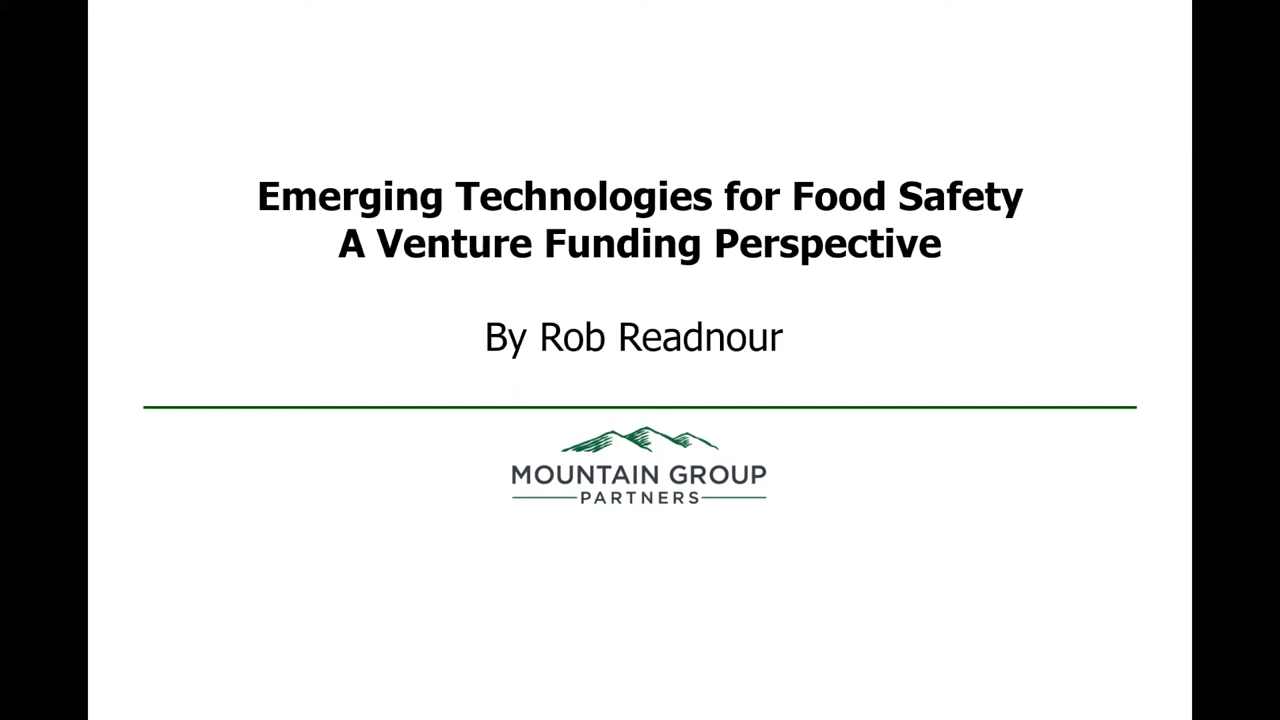 Emerging Technologies for Food Safety
A Venture Funding Perspective
By Rob Readnour
MOUNTAIN GROUP
PARTNERS